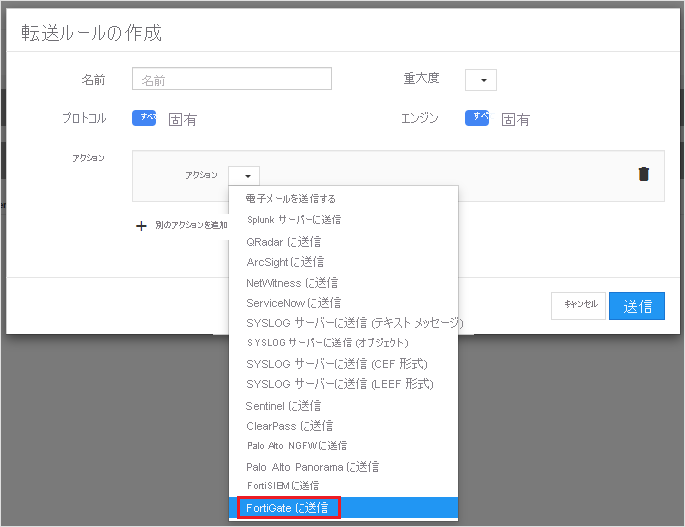 転送ルールの作成
名前 名前 重大度
プロトコル すべて 固有 エンジン すべて 固有
アクション
アクション
電子メールを送信する
Splunk サーバーに送信
別のアクションを追加
QRadar に送信
ArcSight に送信
NetWitness に送信
ServiceNow に送信
キャンセル 送信
SYSLOG サーバーに送信 (テキスト メッセージ)
SYSLOG サーバーに送信 (オブジェクト)
SYSLOG サーバーに送信 (CEF 形式)
SYSLOG サーバーに送信 (LEEF 形式)
Sentinel に送信
ClearPass に送信
Palo Alto NGFW に送信
Palo Alto Panorama に送信
FortiSIEM に送信
FortiGate に送信